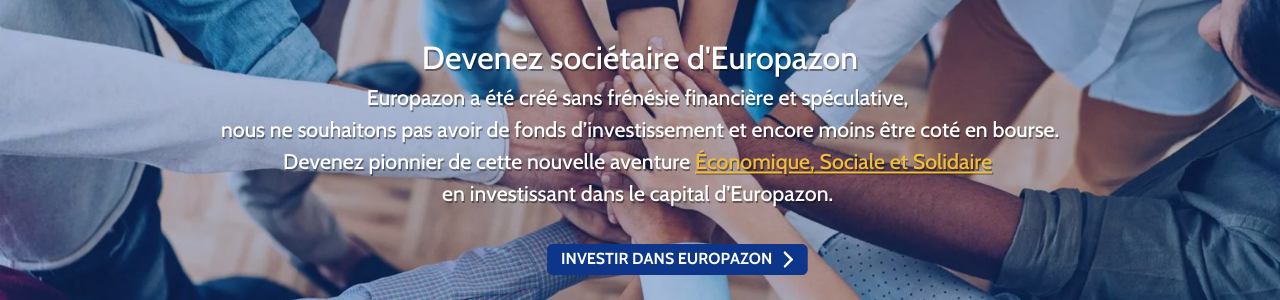 Devenez sociétaire d'Europazon
Europazon a été créé sans frénésie financière et spéculative,
nous ne souhaitons pas avoir de fonds d’investissement et encore moins être coté en bourse.
Devenez pionnier de cette nouvelle aventure Économique, Sociale et Solidaire
en investissant dans le capital d'Europazon.
INVESTIR DANS EUROPAZON